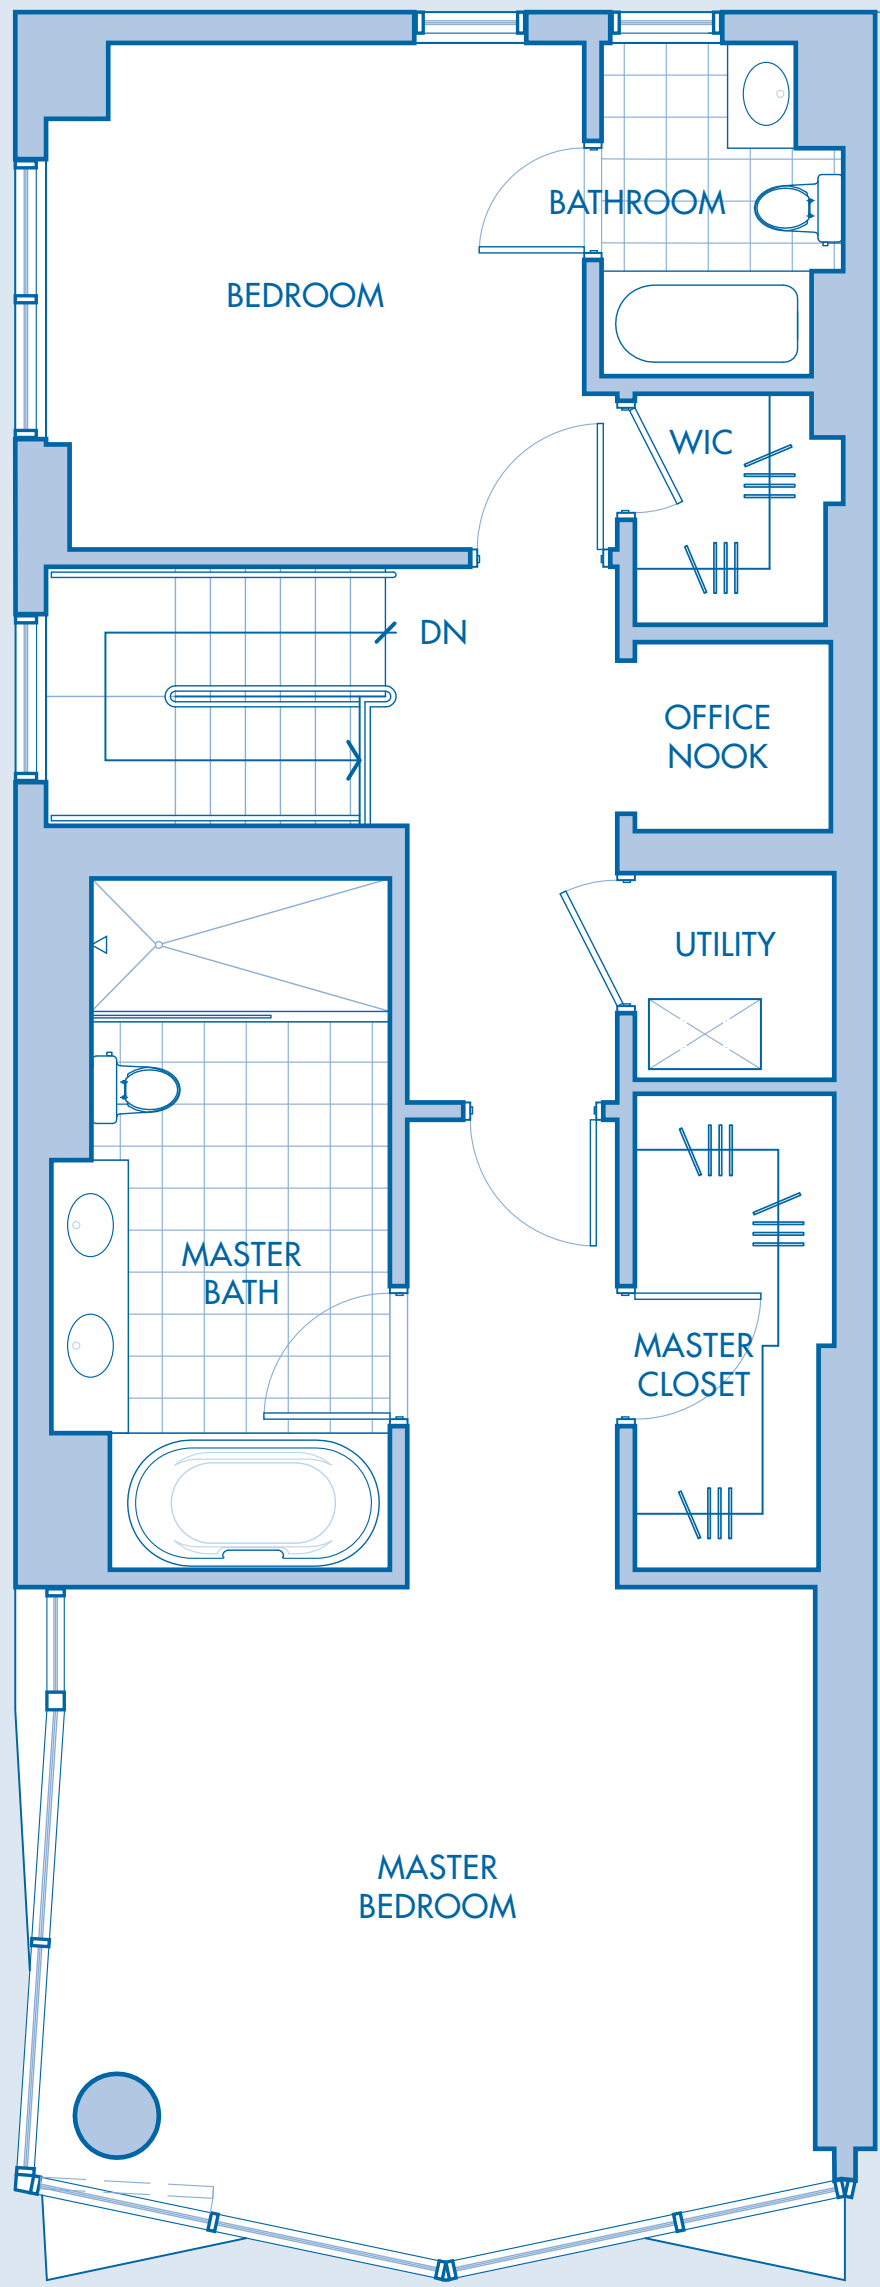 BATHROOM
BEDROOM
WIC
DN
OFFICE
NOOK
UTILITY
MASTER
BATH
MASTER
CLOSET
MASTER
BEDROOM